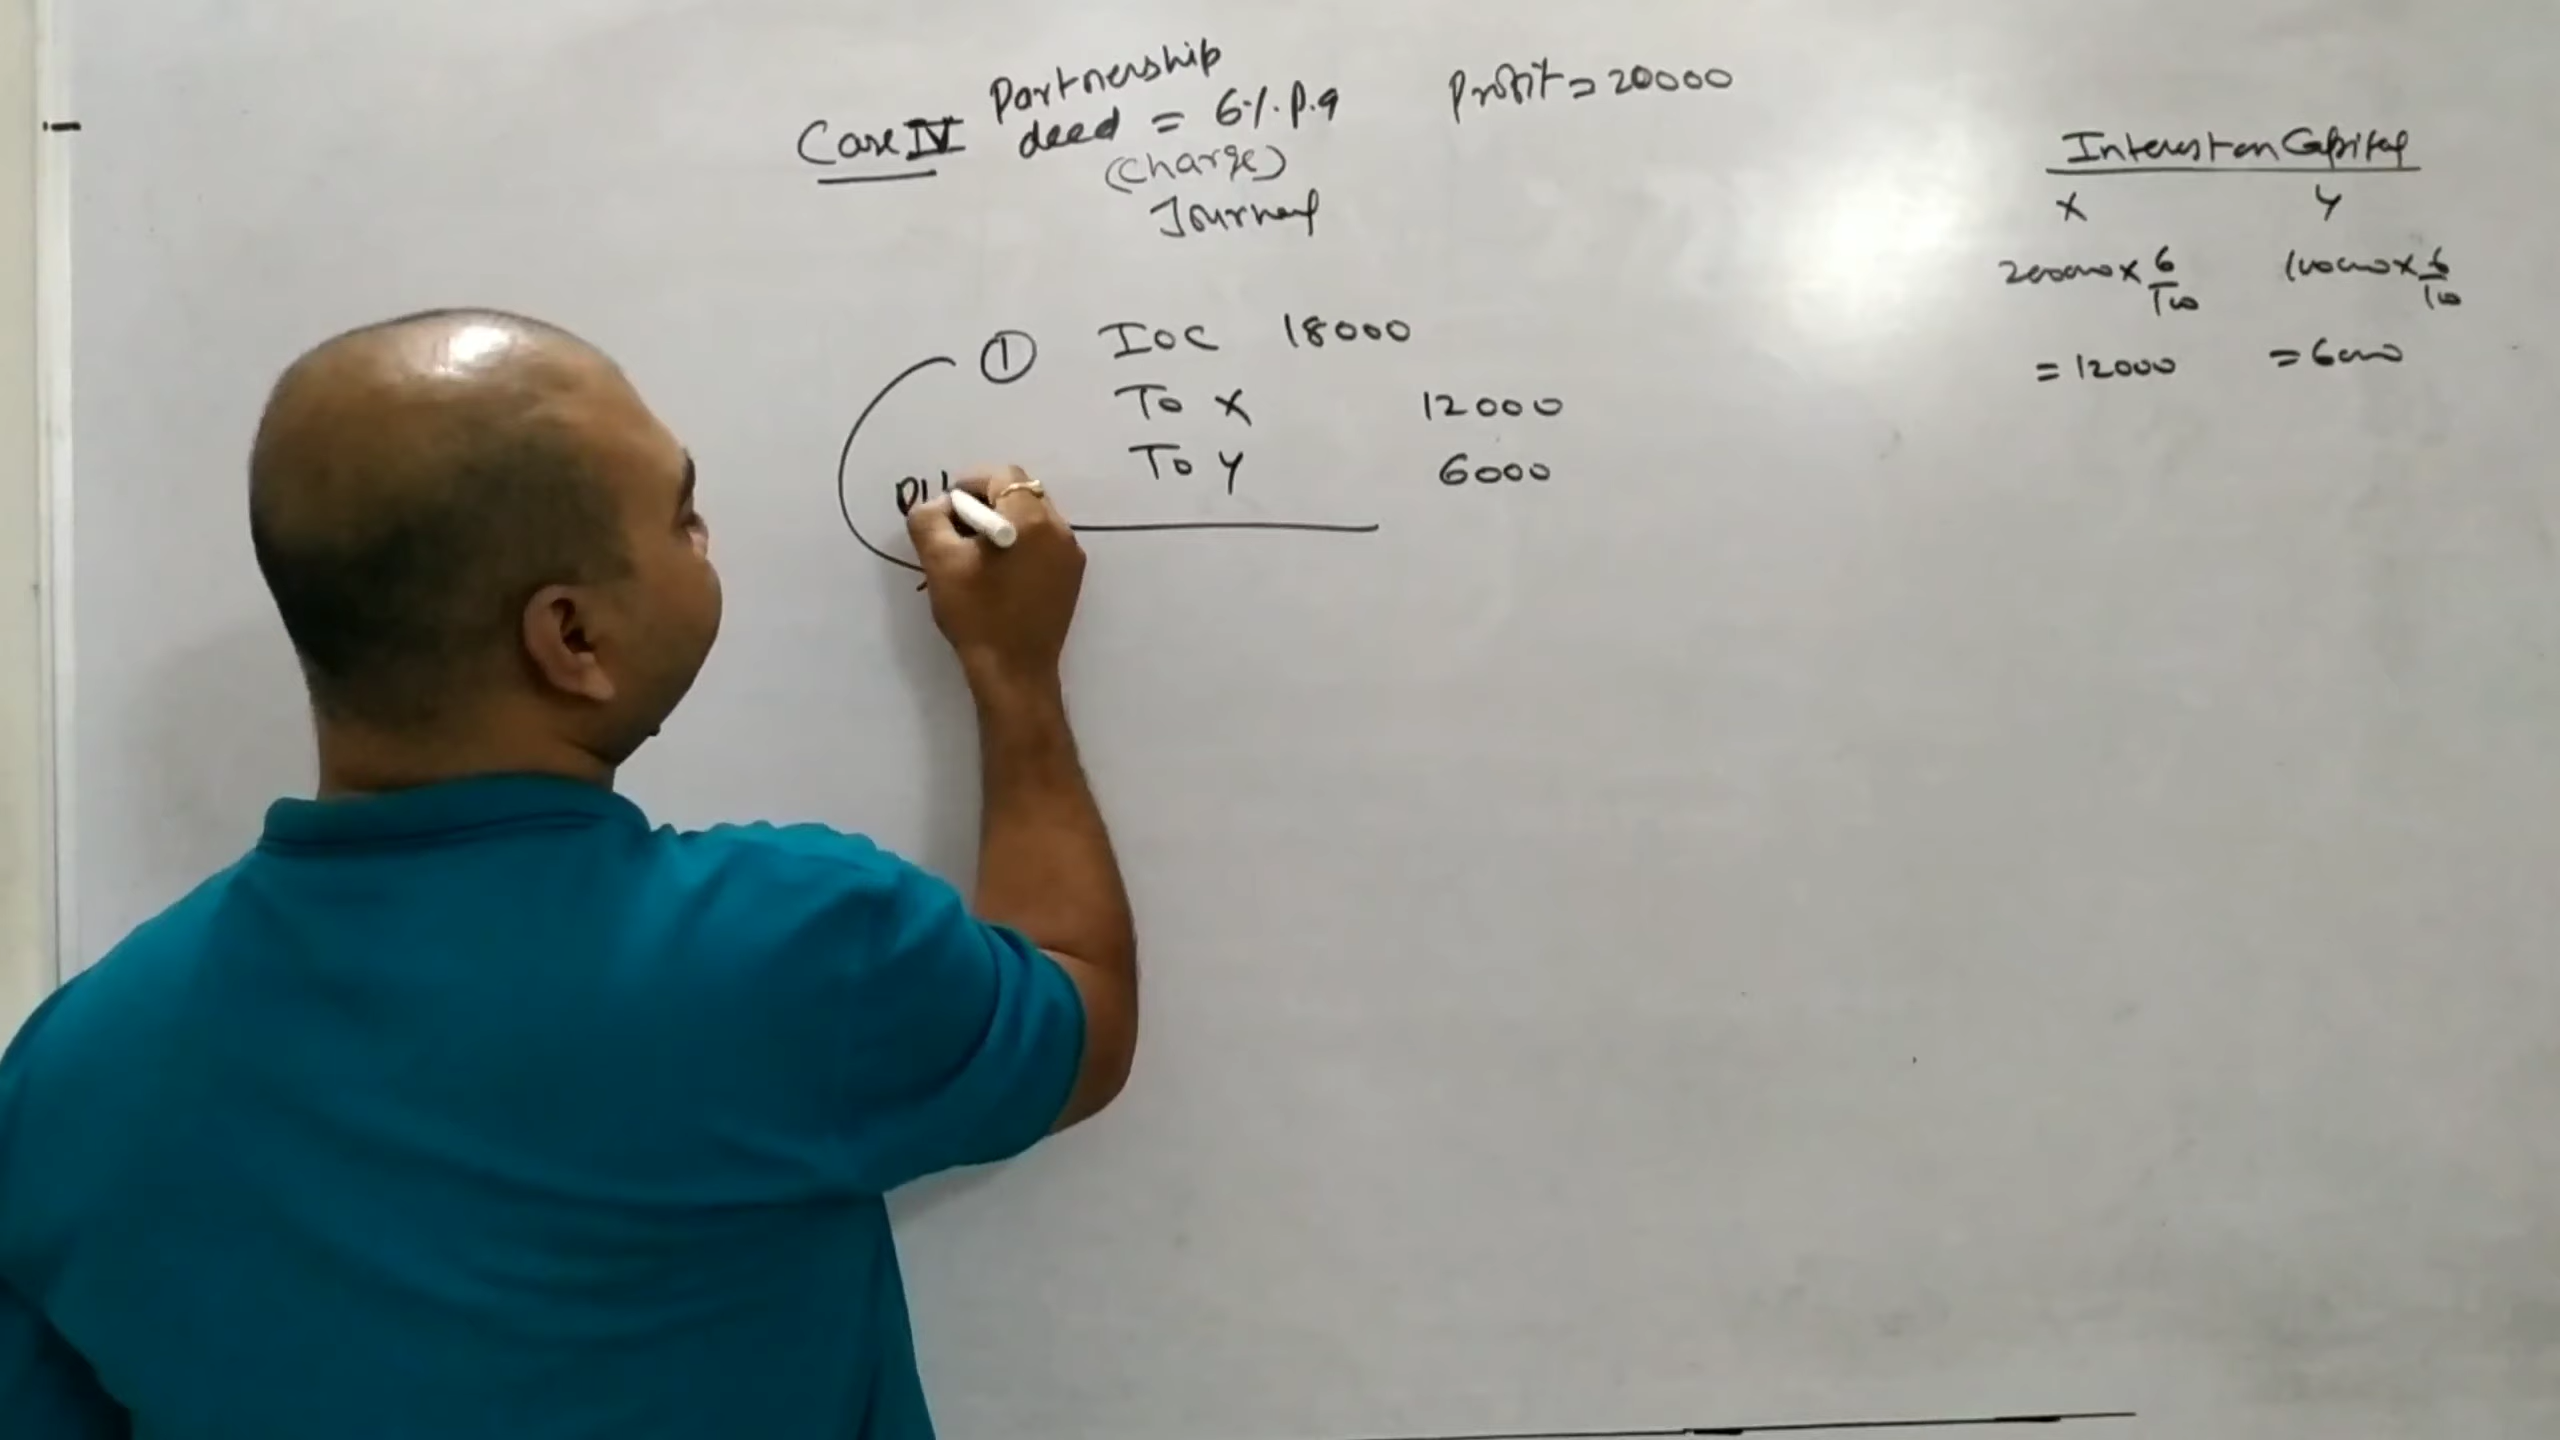 Partnership
Case IV deed = 6%. P.a Profit = 20000
(Charge)
Journal
① IOC 18000
To X 12000
To Y 6000
Interest on Capital
X Y
200000 x 6/100 100000 x 6/100
= 12000 = 6000